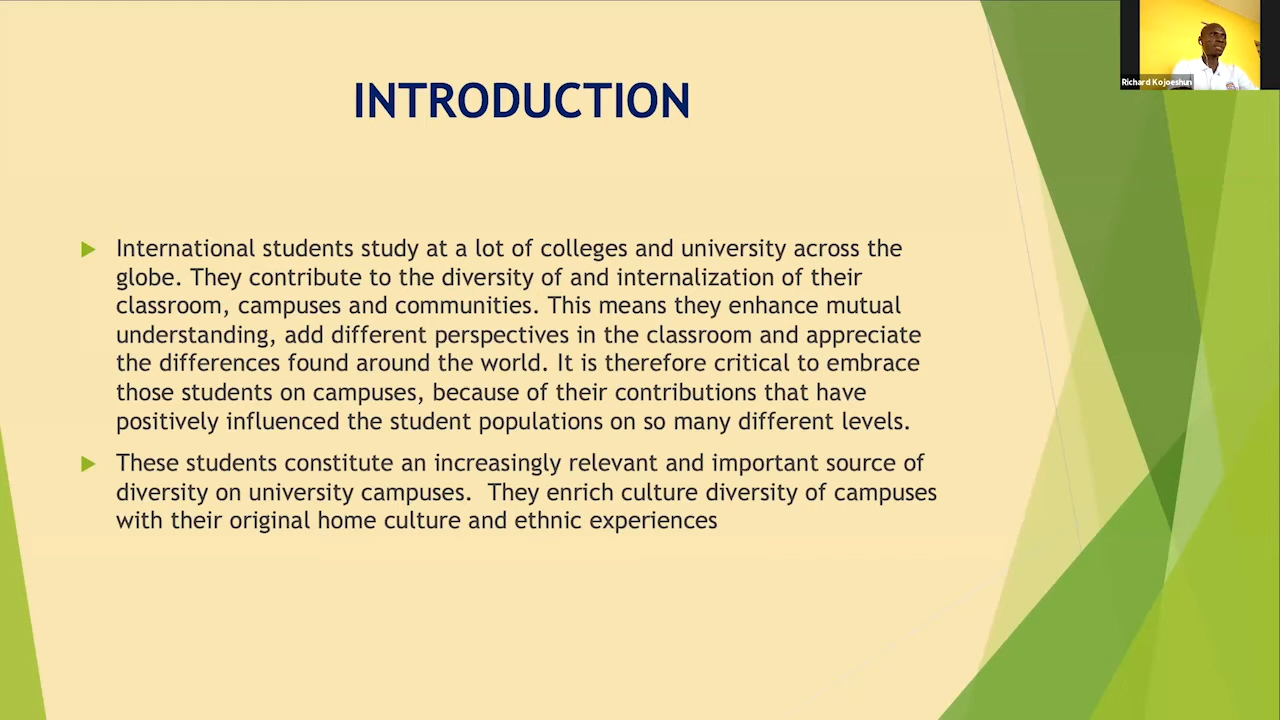 INTRODUCTION
Richard Kojoeshun
International students study at a lot of colleges and university across the
globe. They contribute to the diversity of and internalization of their
classroom, campuses and communities. This means they enhance mutual
understanding, add different perspectives in the classroom and appreciate
the differences found around the world. It is therefore critical to embrace
those students on campuses, because of their contributions that have
positively influenced the student populations on so many different levels.
These students constitute an increasingly relevant and important source of
diversity on university campuses. They enrich culture diversity of campuses
with their original home culture and ethnic experiences